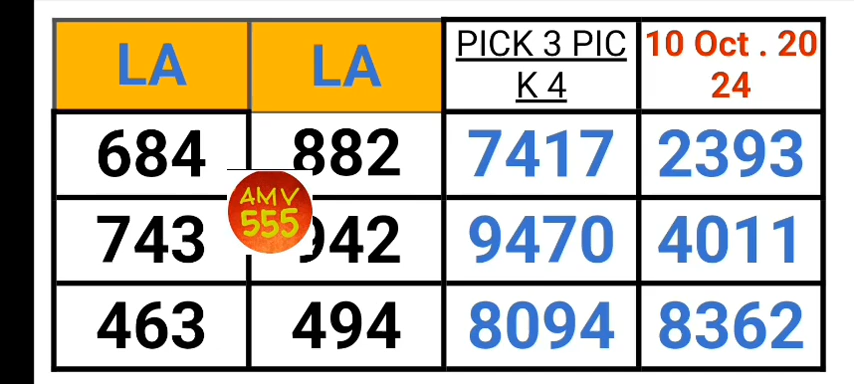 LA LA PICK 3 PIC 10 Oct . 20
K 4 24
684 882 7417 2393
AMV
555
743 942 9470 4011
463 494 8094 8362